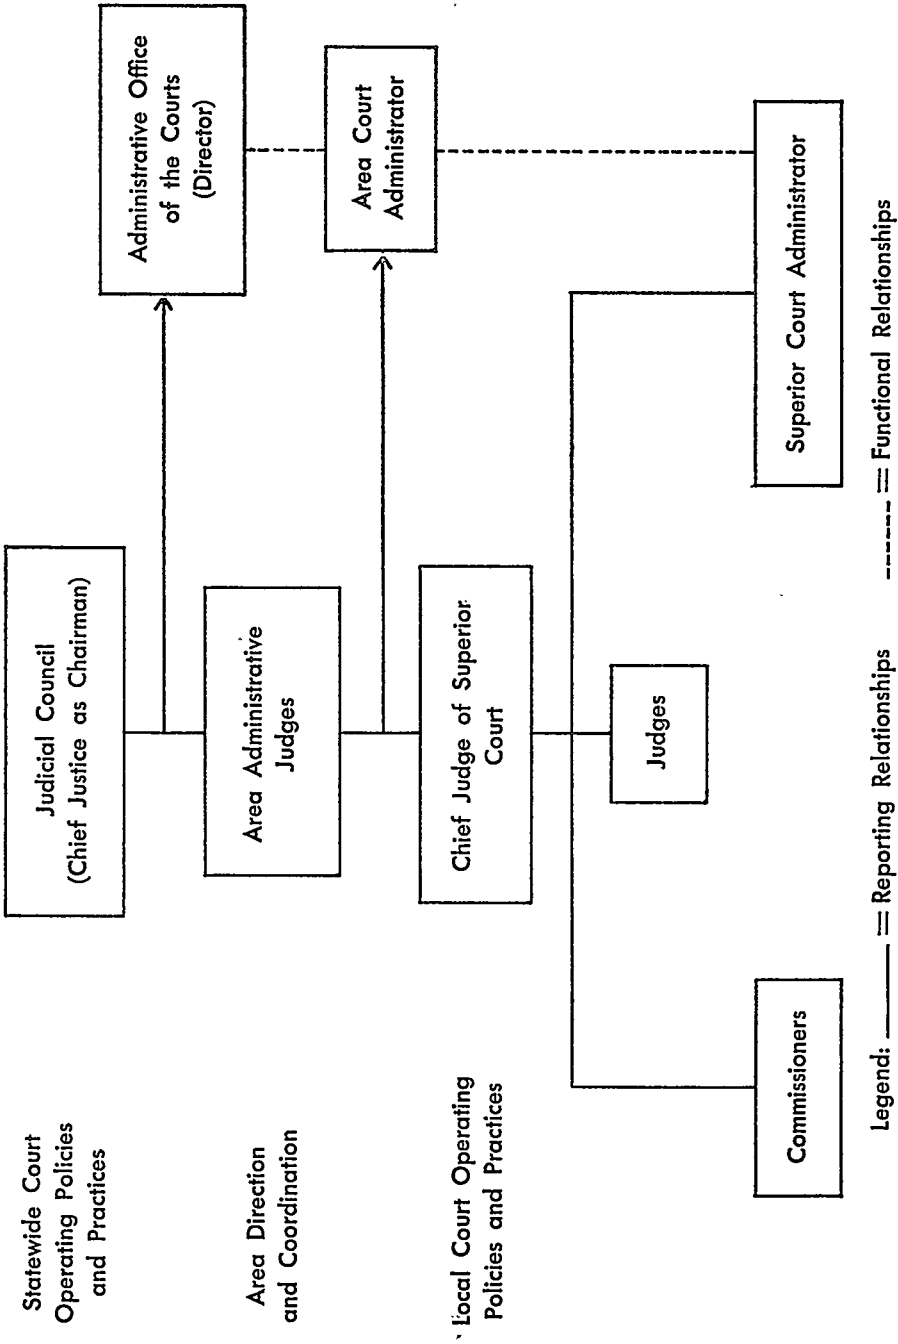 Statewide Court
Operating Policies
and Practices
Judicial Council
(Chief Justice as Chairman)
Administrative Office
of the Courts
(Director)
Area Direction
and Coordination
Area Administrative
Judges
Area Court
Administrator
Local Court Operating
Policies and Practices
Chief Judge of Superior
Court
Judges
Commissioners
Superior Court Administrator
Legend: ——— = Reporting Relationships ------ = Functional Relationships